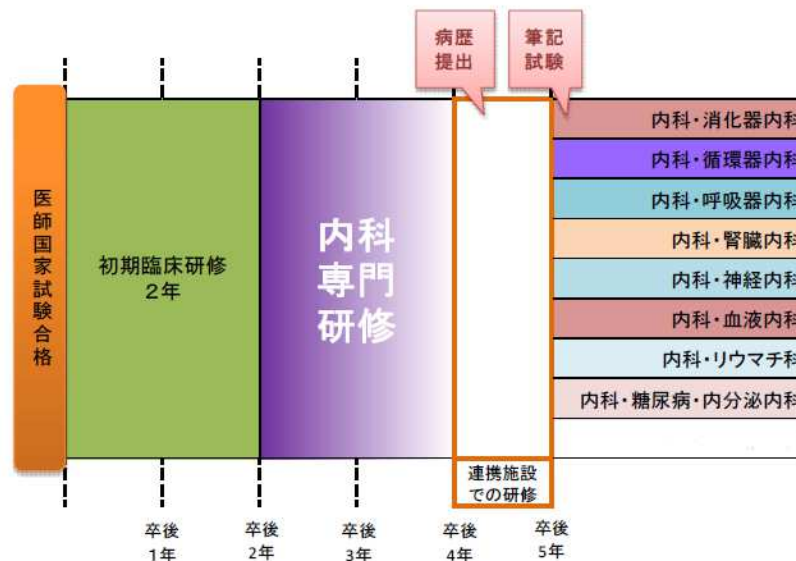 病歴
提出
筆記
試験
医師国家試験合格
初期臨床研修
2年
内科
専門
研修
内科・消化器内科
内科・循環器内科
内科・呼吸器内科
内科・腎臓内科
内科・神経内科
内科・血液内科
内科・リウマチ科
内科・糖尿病・内分泌内科
連携施設
での研修
卒後
1年
卒後
2年
卒後
3年
卒後
4年
卒後
5年